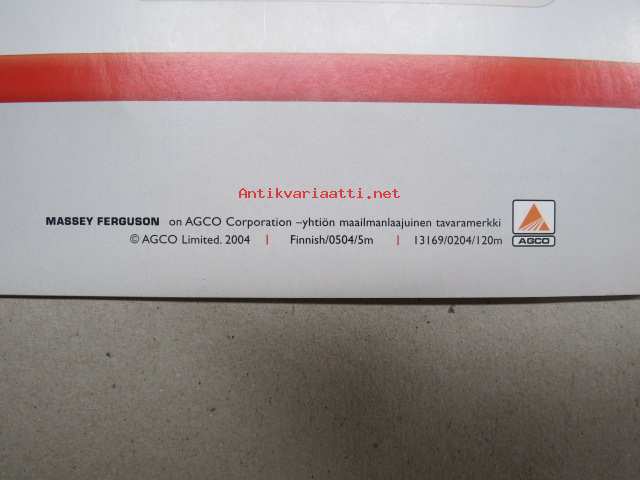 Antikvariaatti.net
MASSEY FERGUSON on AGCO Corporation –yhtiön maailmanlaajuinen tavaramerkki
© AGCO Limited. 2004 | Finnish/0504/5m | 13169/0204/120m
AGCO